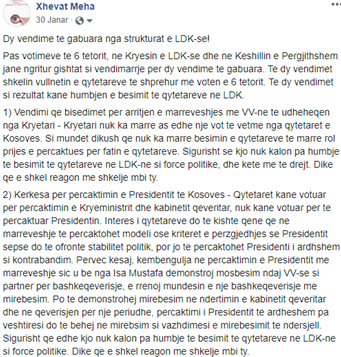 Xhevat Meha
30 Janar ·
Dy vendime te gabuara nga strukturat e LDK-se!
Pas votimeve te 6 tetorit, ne Kryesin e LDK-se dhe ne Keshillin e Pergjithshem
jane ngritur gishtat si vendimarrje per dy vendime te gabuara. Te dy vendimet
shkelin vullnetin e qytetareve te shprehur me voten e 6 tetorit. Te dy vendimet
si rezultat kane humbjen e besimit te qytetareve ne LDK.
1) Vendimi qe bisedimet per arritjen e marreveshjes me VV-ne te udheheqen
nga Kryetari - Kryetari nuk ka marre as edhe nje vot te vetme nga qytetaret e
Kosoves. Si mundet dikush qe nuk ka marre besimin e qytetareve te marre rol
prijes e percaktues per fatin e qytetareve. Sigurisht se kjo nuk kalon pa humbje
te besimit te qytetareve ne LDK-ne si force politike, dhe kete me te drejt. Dike
qe e shkel reagon me shkelje mbi ty.
2) Kerkesa per percaktimin e Presidentit te Kosoves - Qytetaret kane votuar
per percaktimin e Kryeministrit dhe kabinetit qeveritar, nuk kane votuar per te
percaktuar Presidentin. Interes i qytetareve do te kishte qene qe ne
marreveshje te percaktohet modeli ose kriteret e perzgjedhjes se Presidentit
sepse do te ofronte stabilitet politik, por jo te percaktohet Presidenti i ardhshem
si kontrabandim. Pervec kesaj, kembengulja ne percaktimin e Presidentit me
marreveshje sic u be nga Isa Mustafa demonstroj mosbesim ndaj VV-se si
partner per bashkeqeverisje, e rrenoj mundesin e nje bashkeqeverisje me
mirebesim. Po te demonstrohej mirebesim ne ndertimin e kabinetit qeveritar
dhe ne qeverisjen per nje periudhe, percaktimi i Presidentit te ardheshem pa
veshtiresi do te behej ne mirebsim si vazhdimesi e mirebesimit te ndersjell.
Sigurisht qe edhe kjo nuk kalon pa humbje te besimit te qytetareve ne LDK-ne
si force politike. Dike qe e shkel reagon me shkelje mbi ty.